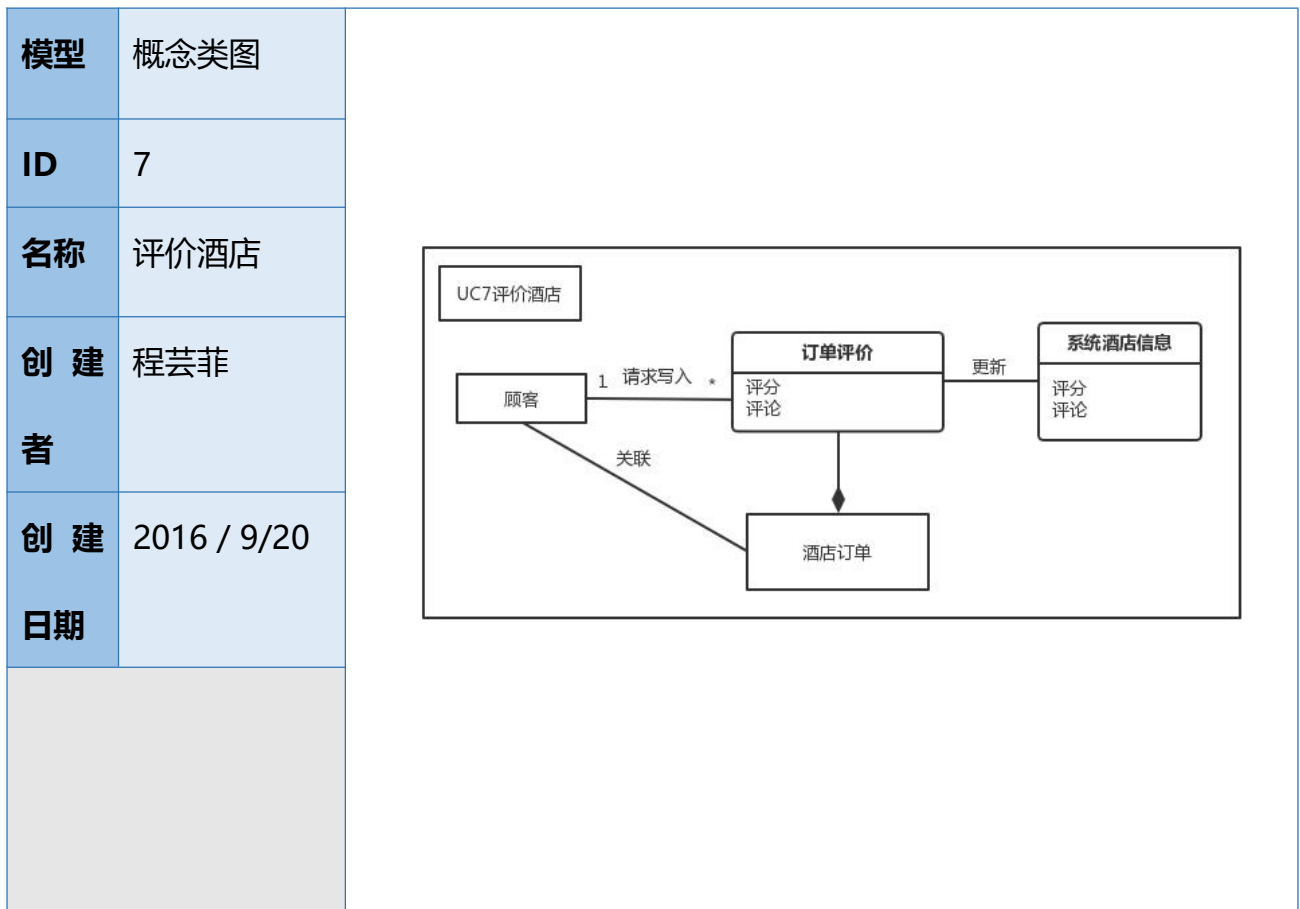 模型
概念类图
ID
7
名称
评价酒店
创 建
者
程芸菲
创 建
日期
2016 / 9/20
UC7评价酒店
顾客
1
请求写入
*
订单评价
评分
评论
更新
系统酒店信息
评分
评论
关联
酒店订单